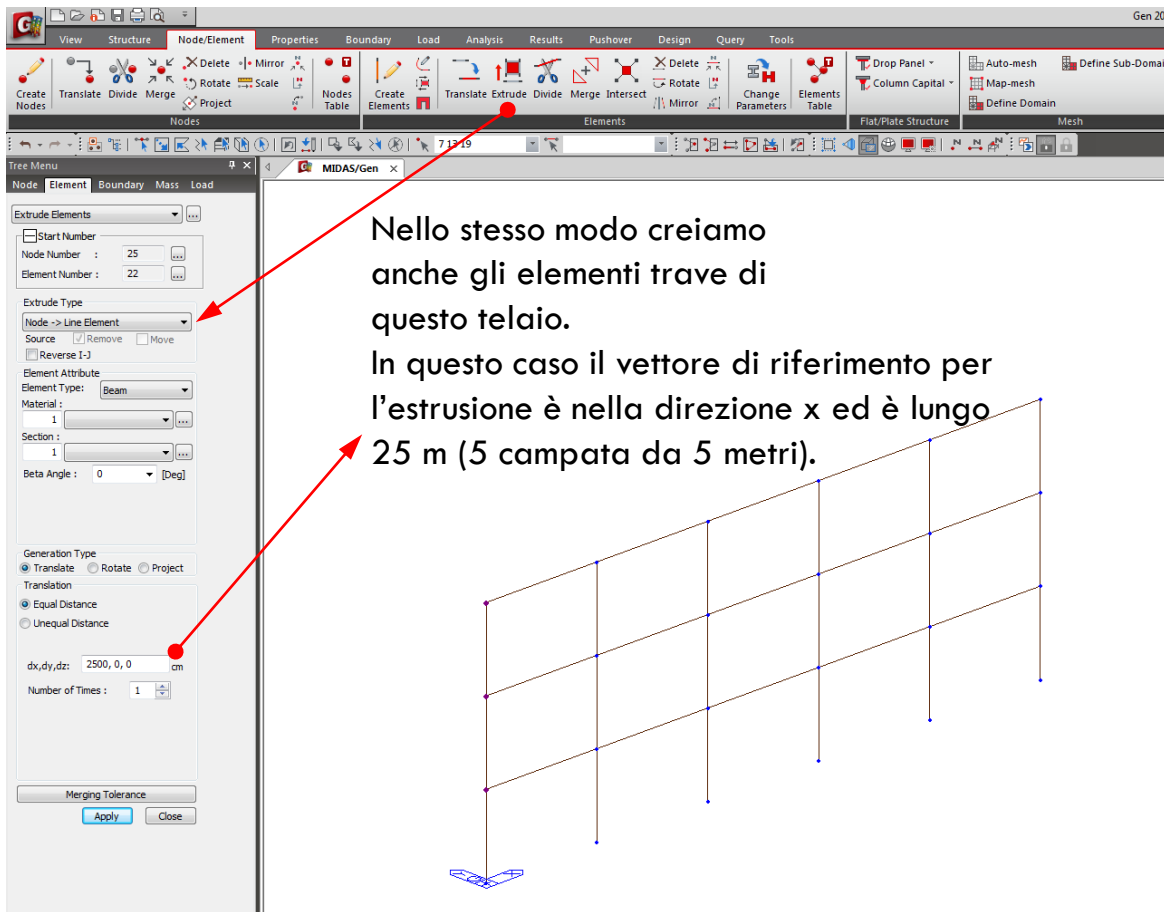 Gen 20
View Structure Node/Element Properties Boundary Load Analysis Results Pushover Design Query Tools
Create Nodes
Translate
Divide
Merge
Delete
Rotate
Project
Mirror
Scale
Nodes Table
Nodes
Create Elements
Translate
Extrude
Divide
Merge
Intersect
Delete
Rotate
Mirror
Change Parameters
Elements Table
Elements
Drop Panel
Column Capital
Flat/Plate Structure
Auto-mesh
Map-mesh
Define Domain
Define Sub-Domai
Mesh
7 13 19
Tree Menu
Node Element Boundary Mass Load
MIDAS/Gen
Extrude Elements
Start Number
Node Number : 25
Element Number : 22
Extrude Type
Node -> Line Element
Source Remove Move
Reverse I-J
Element Attribute
Element Type: Beam
Material :
1
Section :
1
Beta Angle : 0 [Deg]
Generation Type
Translate Rotate Project
Translation
Equal Distance
Unequal Distance
dx,dy,dz: 2500, 0, 0 cm
Number of Times : 1
Merging Tolerance
Apply Close
Nello stesso modo creiamo
anche gli elementi trave di
questo telaio.
In questo caso il vettore di riferimento per
l'estrusione è nella direzione x ed è lungo
25 m (5 campata da 5 metri).